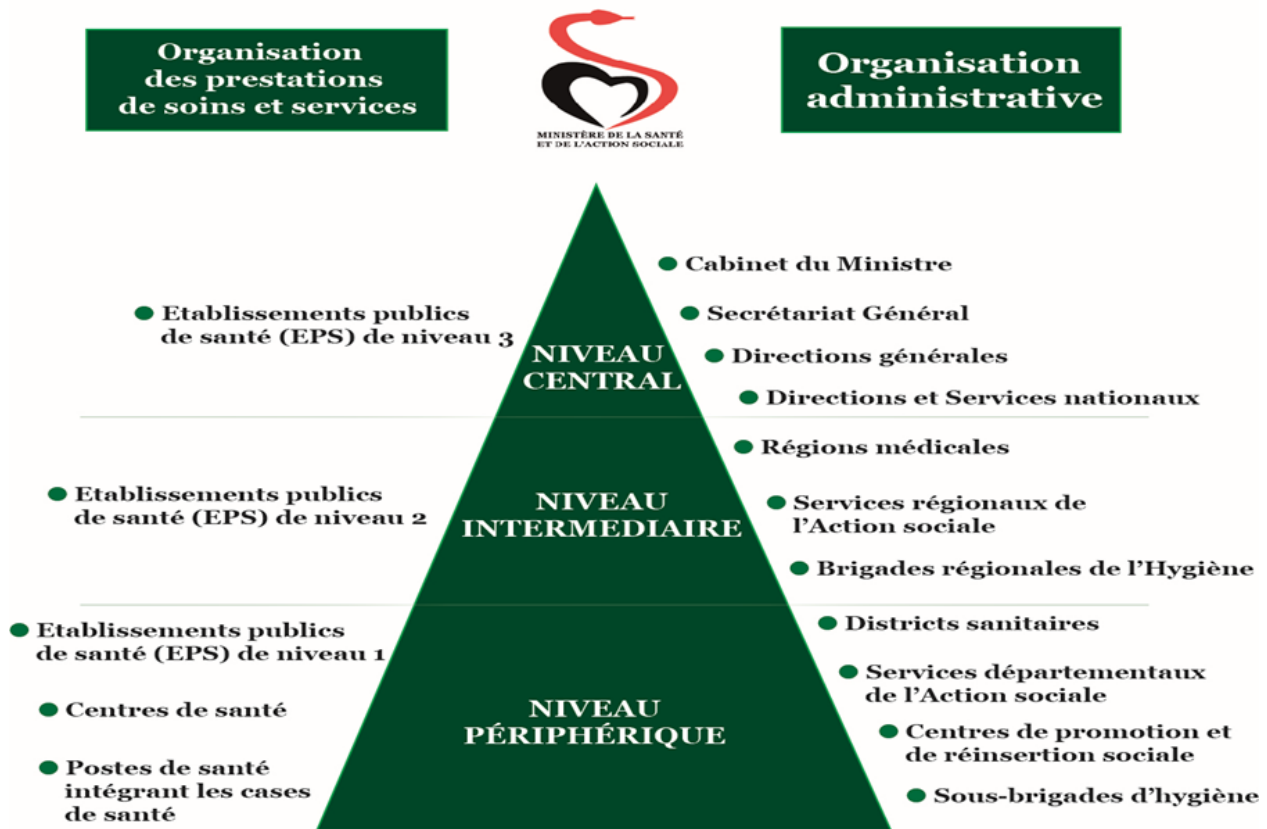 Organisation
des prestations
de soins et services
MINISTÈRE DE LA SANTÉ
ET DE L'ACTION SOCIALE
Organisation
administrative
Etablissements publics
de santé (EPS) de niveau 3
NIVEAU
CENTRAL
Cabinet du Ministre
Secrétariat Général
Directions générales
Directions et Services nationaux
Etablissements publics
de santé (EPS) de niveau 2
NIVEAU
INTERMEDIAIRE
Régions médicales
Services régionaux de
l'Action sociale
Brigades régionales de l'Hygiène
Etablissements publics
de santé (EPS) de niveau 1
Centres de santé
Postes de santé
intégrant les cases
de santé
NIVEAU
PÉRIPHÉRIQUE
Districts sanitaires
Services départementaux
de l'Action sociale
Centres de promotion et
de réinsertion sociale
Sous-brigades d'hygiène